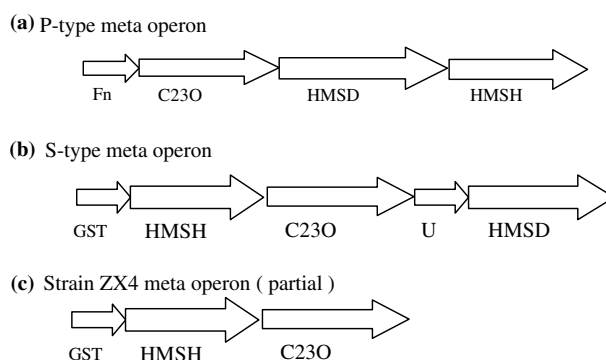 (a) P-type meta operon
Fn C23O HMSD HMSH
(b) S-type meta operon
GST HMSH C23O U HMSD
(c) Strain ZX4 meta operon ( partial )
GST HMSH C23O